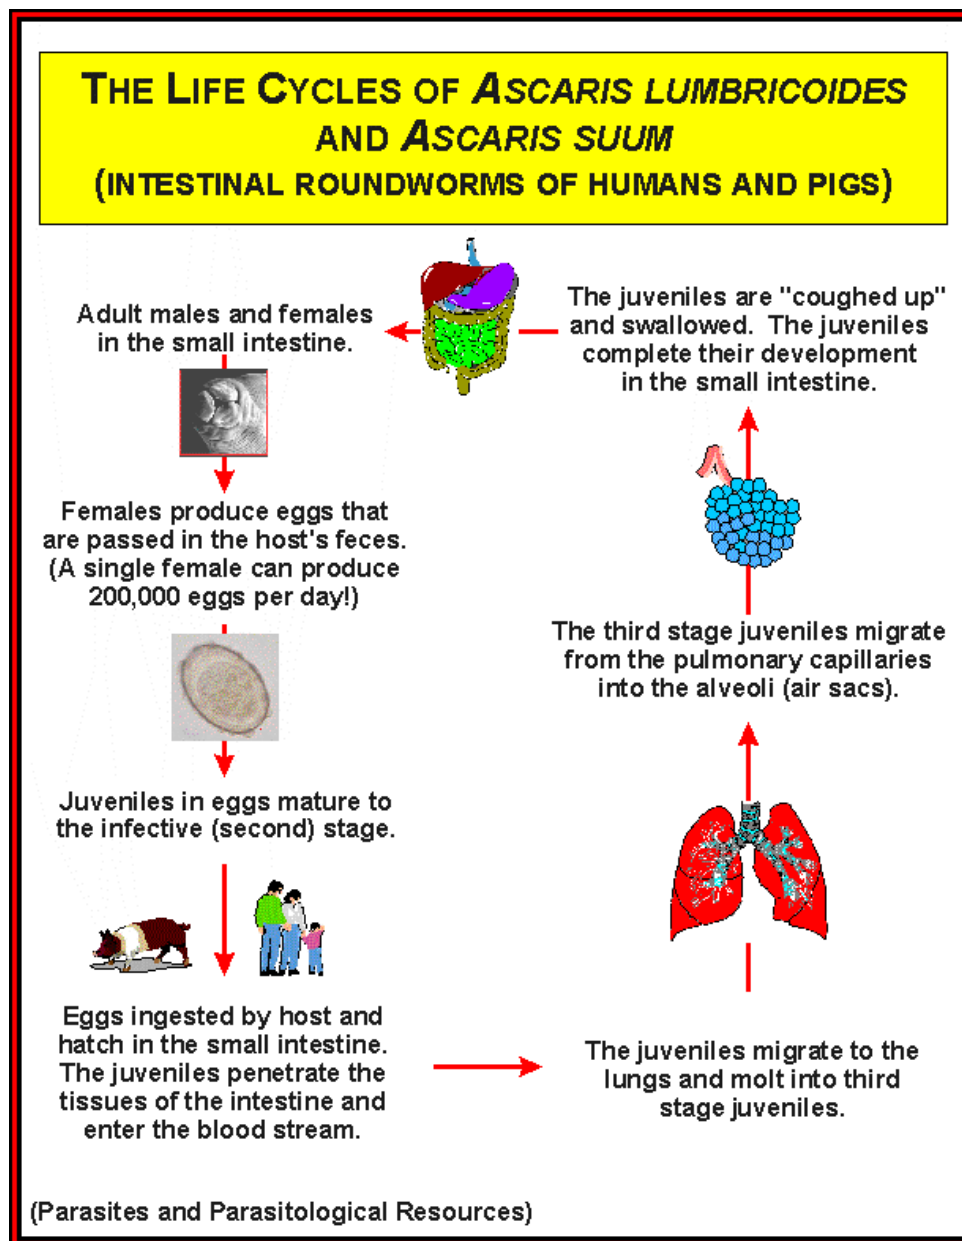 THE LIFE CYCLES OF ASCARIS LUMBRICOIDES
AND ASCARIS SUUM
(INTESTINAL ROUNDWORMS OF HUMANS AND PIGS)
Adult males and females
in the small intestine.
Females produce eggs that
are passed in the host's feces.
(A single female can produce
200,000 eggs per day!)
Juveniles in eggs mature to
the infective (second) stage.
Eggs ingested by host and
hatch in the small intestine.
The juveniles penetrate the
tissues of the intestine and
enter the blood stream.
The juveniles migrate to the
lungs and molt into third
stage juveniles.
The third stage juveniles migrate
from the pulmonary capillaries
into the alveoli (air sacs).
The juveniles are "coughed up"
and swallowed.  The juveniles
complete their development
in the small intestine.
(Parasites and Parasitological Resources)